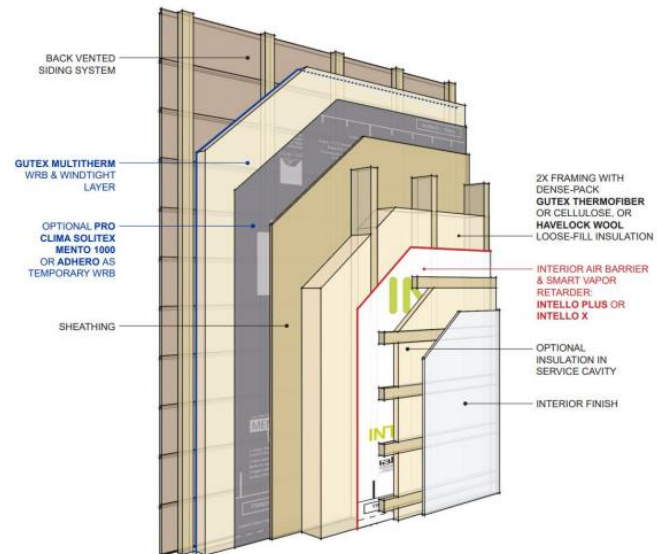 BACK VENTED
SIDING SYSTEM
GUTEX MULTITHERM
WRB & WINDTIGHT
LAYER
OPTIONAL PRO
CLIMA SOLITEX
MENTO 1000
OR ADHERO AS
TEMPORARY WRB
SHEATHING
2X FRAMING WITH
DENSE-PACK
GUTEX THERMOFIBER
OR CELLULOSE, OR
HAVELOCK WOOL
LOOSE-FILL INSULATION
INTERIOR AIR BARRIER
& SMART VAPOR
RETARDER:
INTELLO PLUS OR
INTELLO X
OPTIONAL
INSULATION IN
SERVICE CAVITY
INTERIOR FINISH
IN
INT